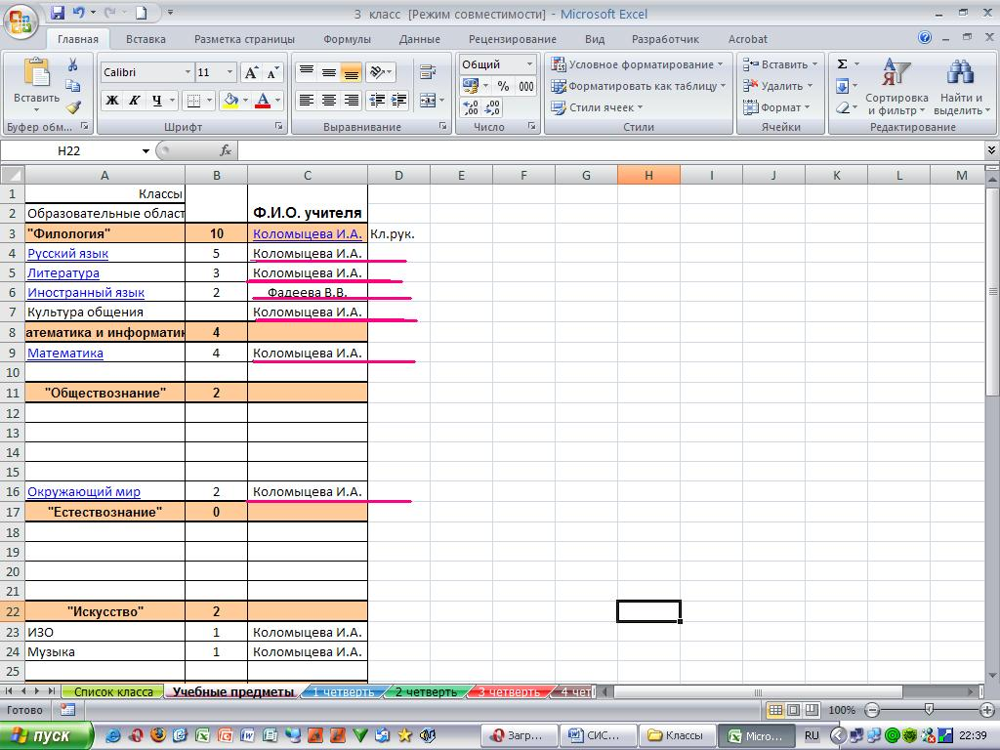 3 класс [Режим совместимости] - Microsoft Excel
Главная Вставка Разметка страницы Формулы Данные Рецензирование Вид Разработчик Acrobat
Calibri 11 Общий Условное форматирование Вставить Σ
Вставить Форматировать как таблицу Удалить Сортировка и фильтр Найти и выделить
Ж К Ч А % 000 Стили ячеек Формат
Буфер обм... Шрифт Выравнивание Число Стили Ячейки Редактирование
H22 fx
A B C D E F G H I J K L M
1 Классы
2 Образовательные област Ф.И.О. учителя
3 "Филология" 10 Коломыцева И.А. Кл.рук.
4 Русский язык 5 Коломыцева И.А.
5 Литература 3 Коломыцева И.А.
6 Иностранный язык 2 Фадеева В.В.
7 Культура общения Коломыцева И.А.
8 атематика и информати 4
9 Математика 4 Коломыцева И.А.
10
11 "Обществознание" 2
12
13
14
15
16 Окружающий мир 2 Коломыцева И.А.
17 "Естествознание" 0
18
19
20
21
22 "Искусство" 2
23 ИЗО 1 Коломыцева И.А.
24 Музыка 1 Коломыцева И.А.
25
Список класса Учебные предметы 1 четверть 2 четверть 3 четверть 4 чет
Готово 100%
пуск Загр... СИС... Классы Micro... RU 22:39